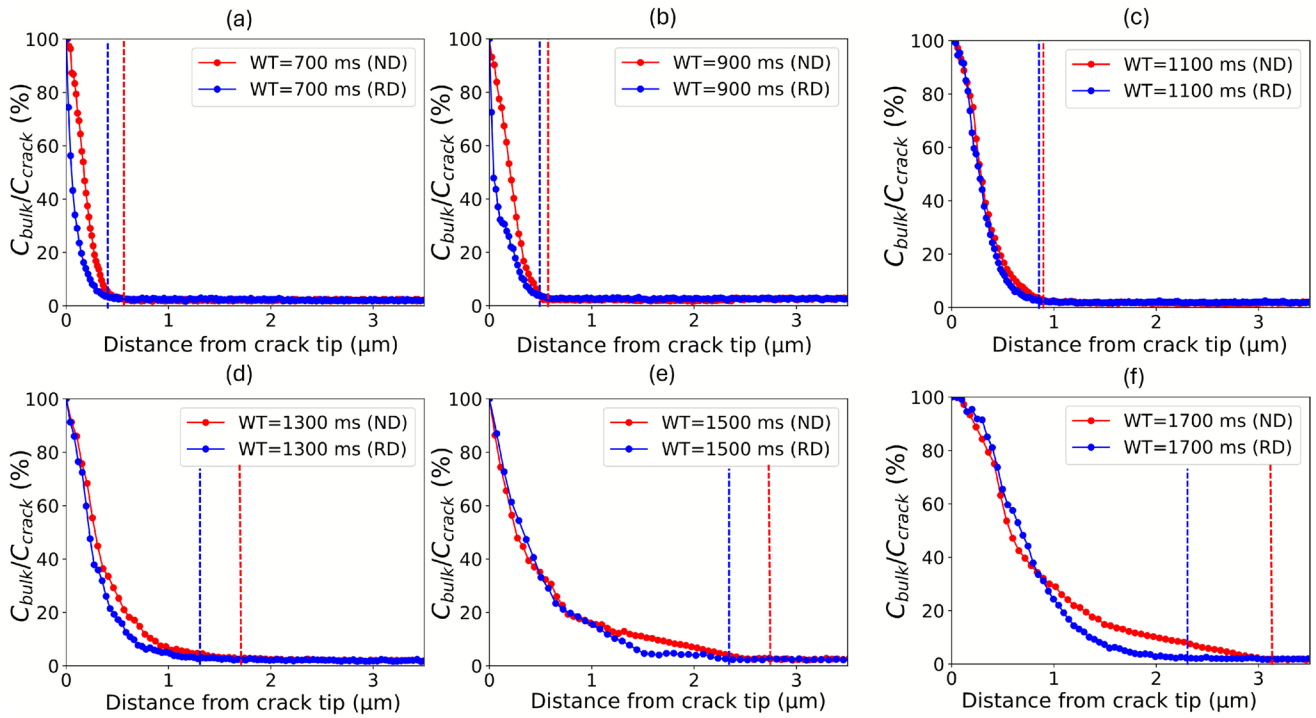 (a)
100
80
60
40
20
0
C_bulk/C_crack (%)
WT=700 ms (ND)
WT=700 ms (RD)
0 1 2 3
Distance from crack tip (μm)
(b)
100
80
60
40
20
0
C_bulk/C_crack (%)
WT=900 ms (ND)
WT=900 ms (RD)
0 1 2 3
Distance from crack tip (μm)
(c)
100
80
60
40
20
0
C_bulk/C_crack (%)
WT=1100 ms (ND)
WT=1100 ms (RD)
0 1 2 3
Distance from crack tip (μm)
(d)
100
80
60
40
20
0
C_bulk/C_crack (%)
WT=1300 ms (ND)
WT=1300 ms (RD)
0 1 2 3
Distance from crack tip (μm)
(e)
100
80
60
40
20
0
C_bulk/C_crack (%)
WT=1500 ms (ND)
WT=1500 ms (RD)
0 1 2 3
Distance from crack tip (μm)
(f)
100
80
60
40
20
0
C_bulk/C_crack (%)
WT=1700 ms (ND)
WT=1700 ms (RD)
0 1 2 3
Distance from crack tip (μm)